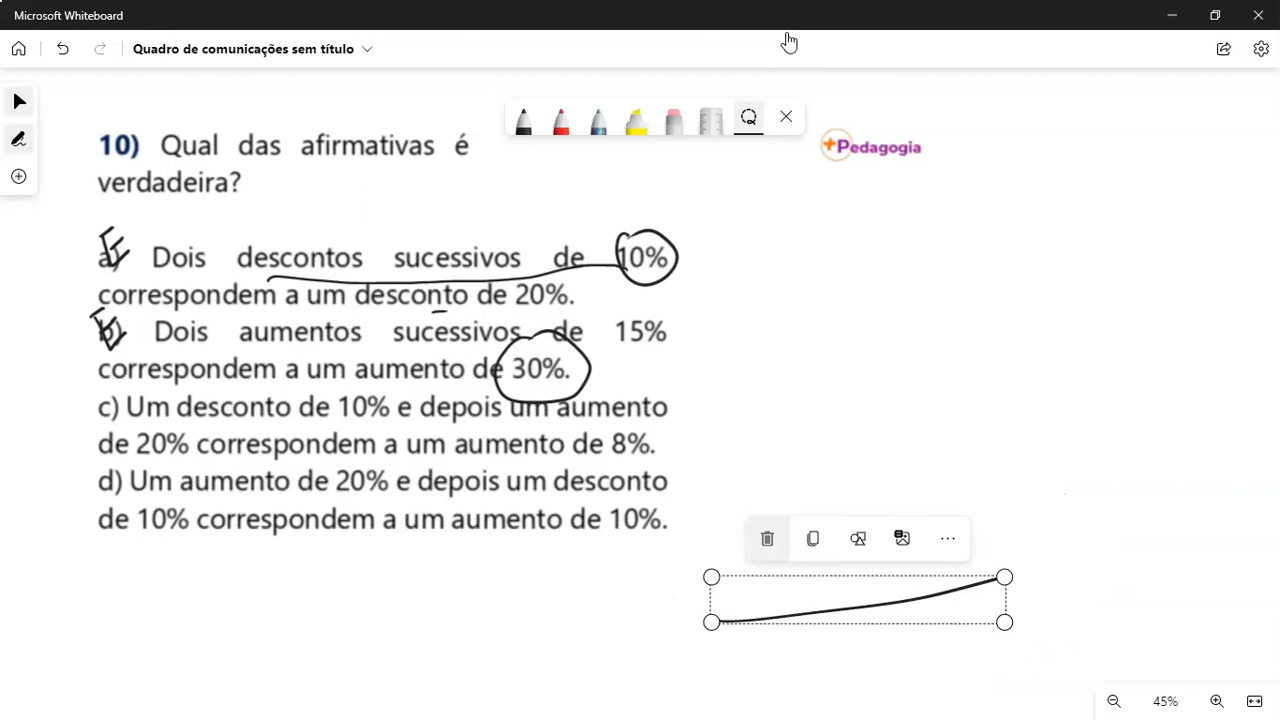 Microsoft Whiteboard
Quadro de comunicações sem título
10) Qual das afirmativas é
verdadeira?
+Pedagogia
a) Dois descontos sucessivos de 10%
correspondem a um desconto de 20%.
b) Dois aumentos sucessivos de 15%
correspondem a um aumento de 30%.
c) Um desconto de 10% e depois um aumento
de 20% correspondem a um aumento de 8%.
d) Um aumento de 20% e depois um desconto
de 10% correspondem a um aumento de 10%.
45%